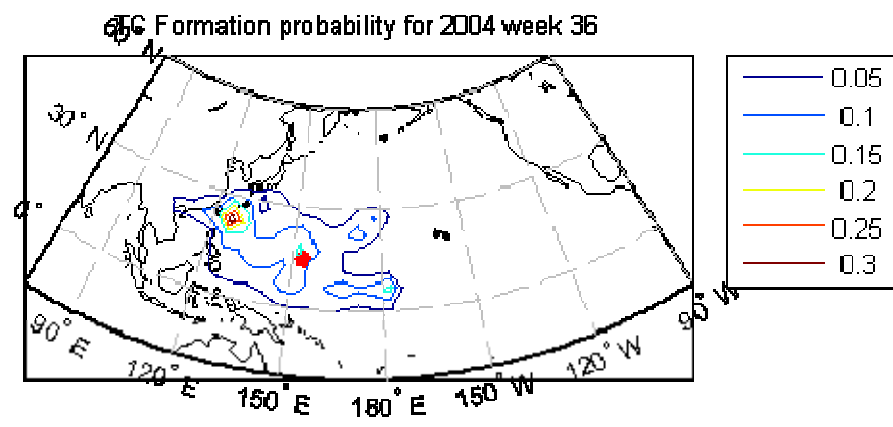 TC Formation probability for 2004 week 36
60° N
30° N
0°
90° E
120° E
150° E
180° E
150° W
120° W
90° W
0.05
0.1
0.15
0.2
0.25
0.3